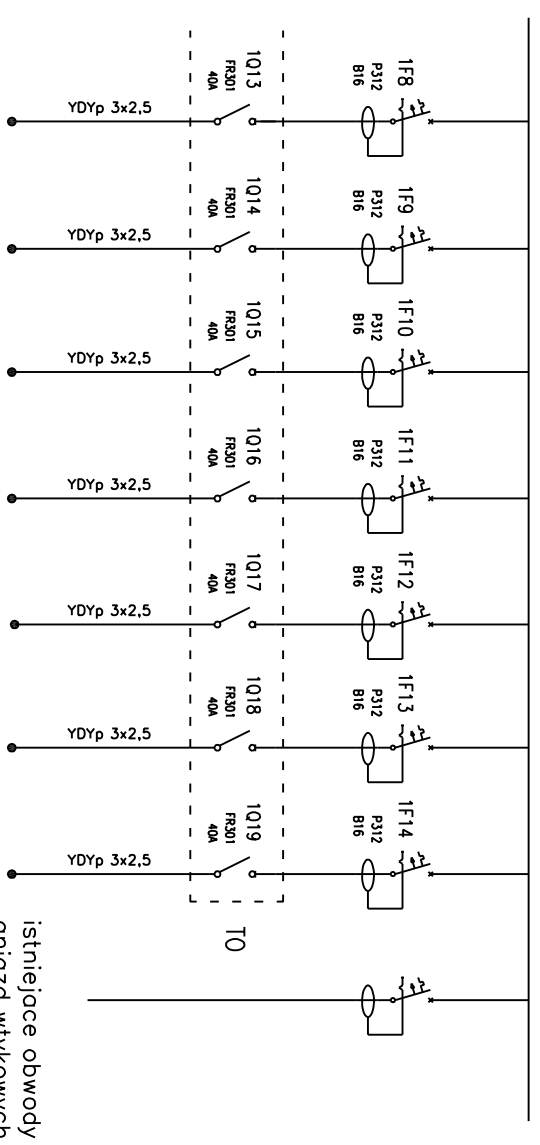 1F8
P312
B16
1Q13
FR301
40A
YDYp 3x2,5
1F9
P312
B16
1Q14
FR301
40A
YDYp 3x2,5
1F10
P312
B16
1Q15
FR301
40A
YDYp 3x2,5
1F11
P312
B16
1Q16
FR301
40A
YDYp 3x2,5
1F12
P312
B16
1Q17
FR301
40A
YDYp 3x2,5
1F13
P312
B16
1Q18
FR301
40A
YDYp 3x2,5
1F14
P312
B16
1Q19
FR301
40A
YDYp 3x2,5
TO
istniejace obwody
gniazd wtykowych